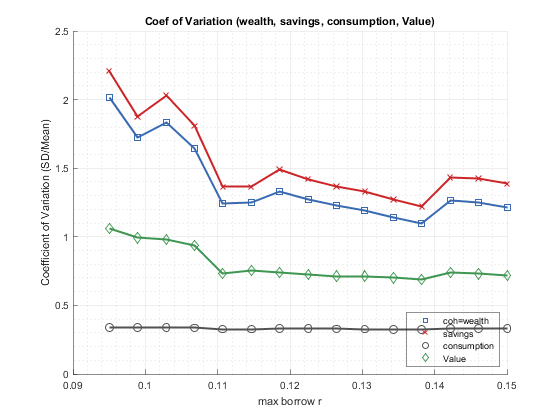 Coef of Variation (wealth, savings, consumption, Value)
Coefficient of Variation (SD/Mean)
2.5
2
1.5
1
0.5
0
0.09
0.1
0.11
0.12
0.13
0.14
0.15
max borrow r
coh=wealth
savings
consumption
Value